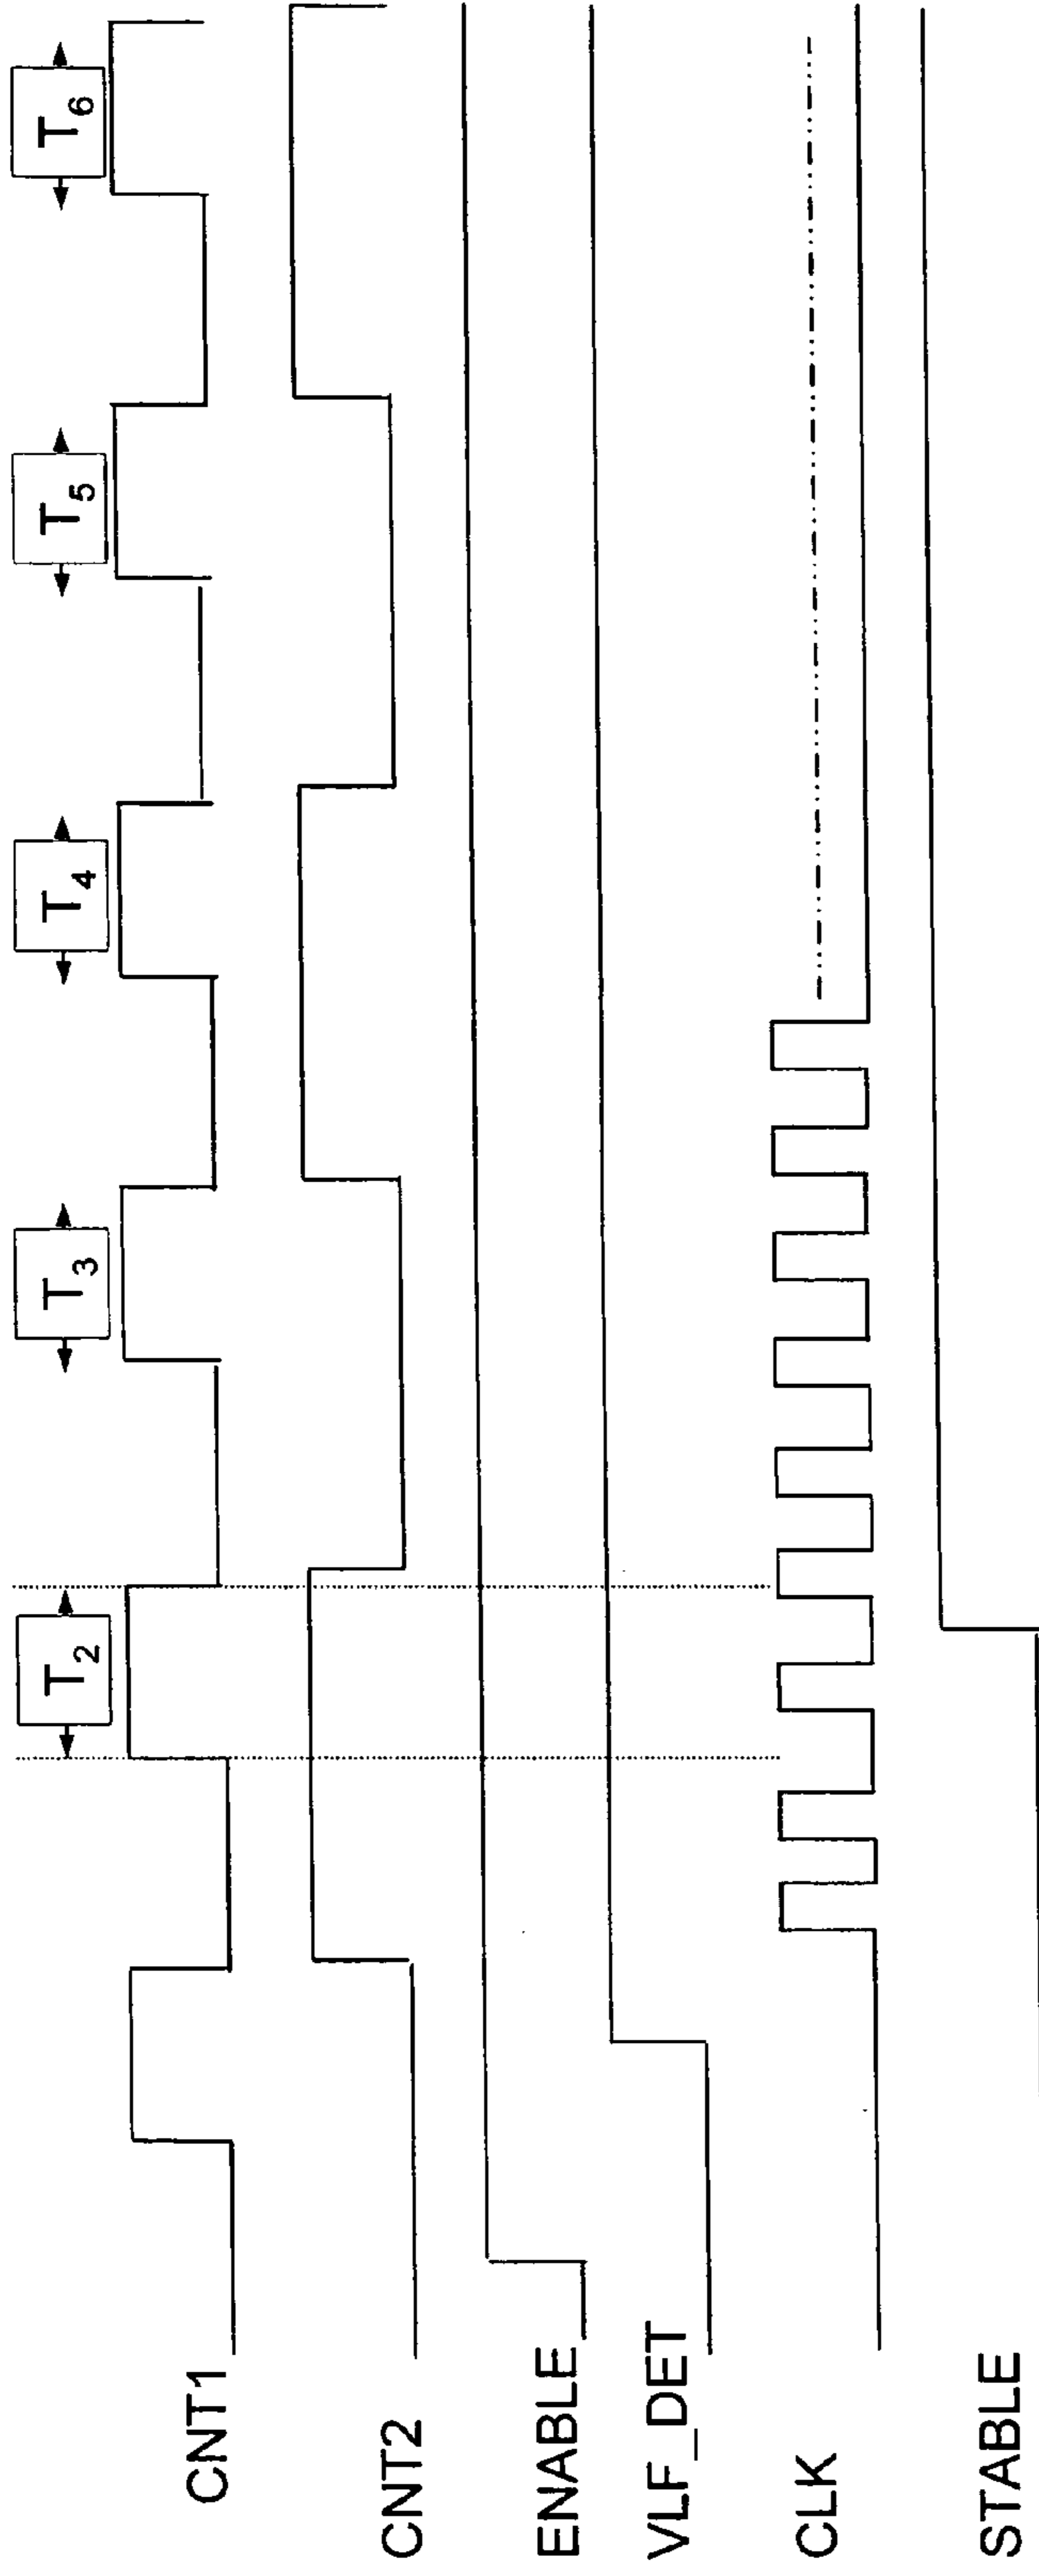 T2
T3
T4
T5
T6
CNT1
CNT2
ENABLE
VLF_DET
CLK
STABLE